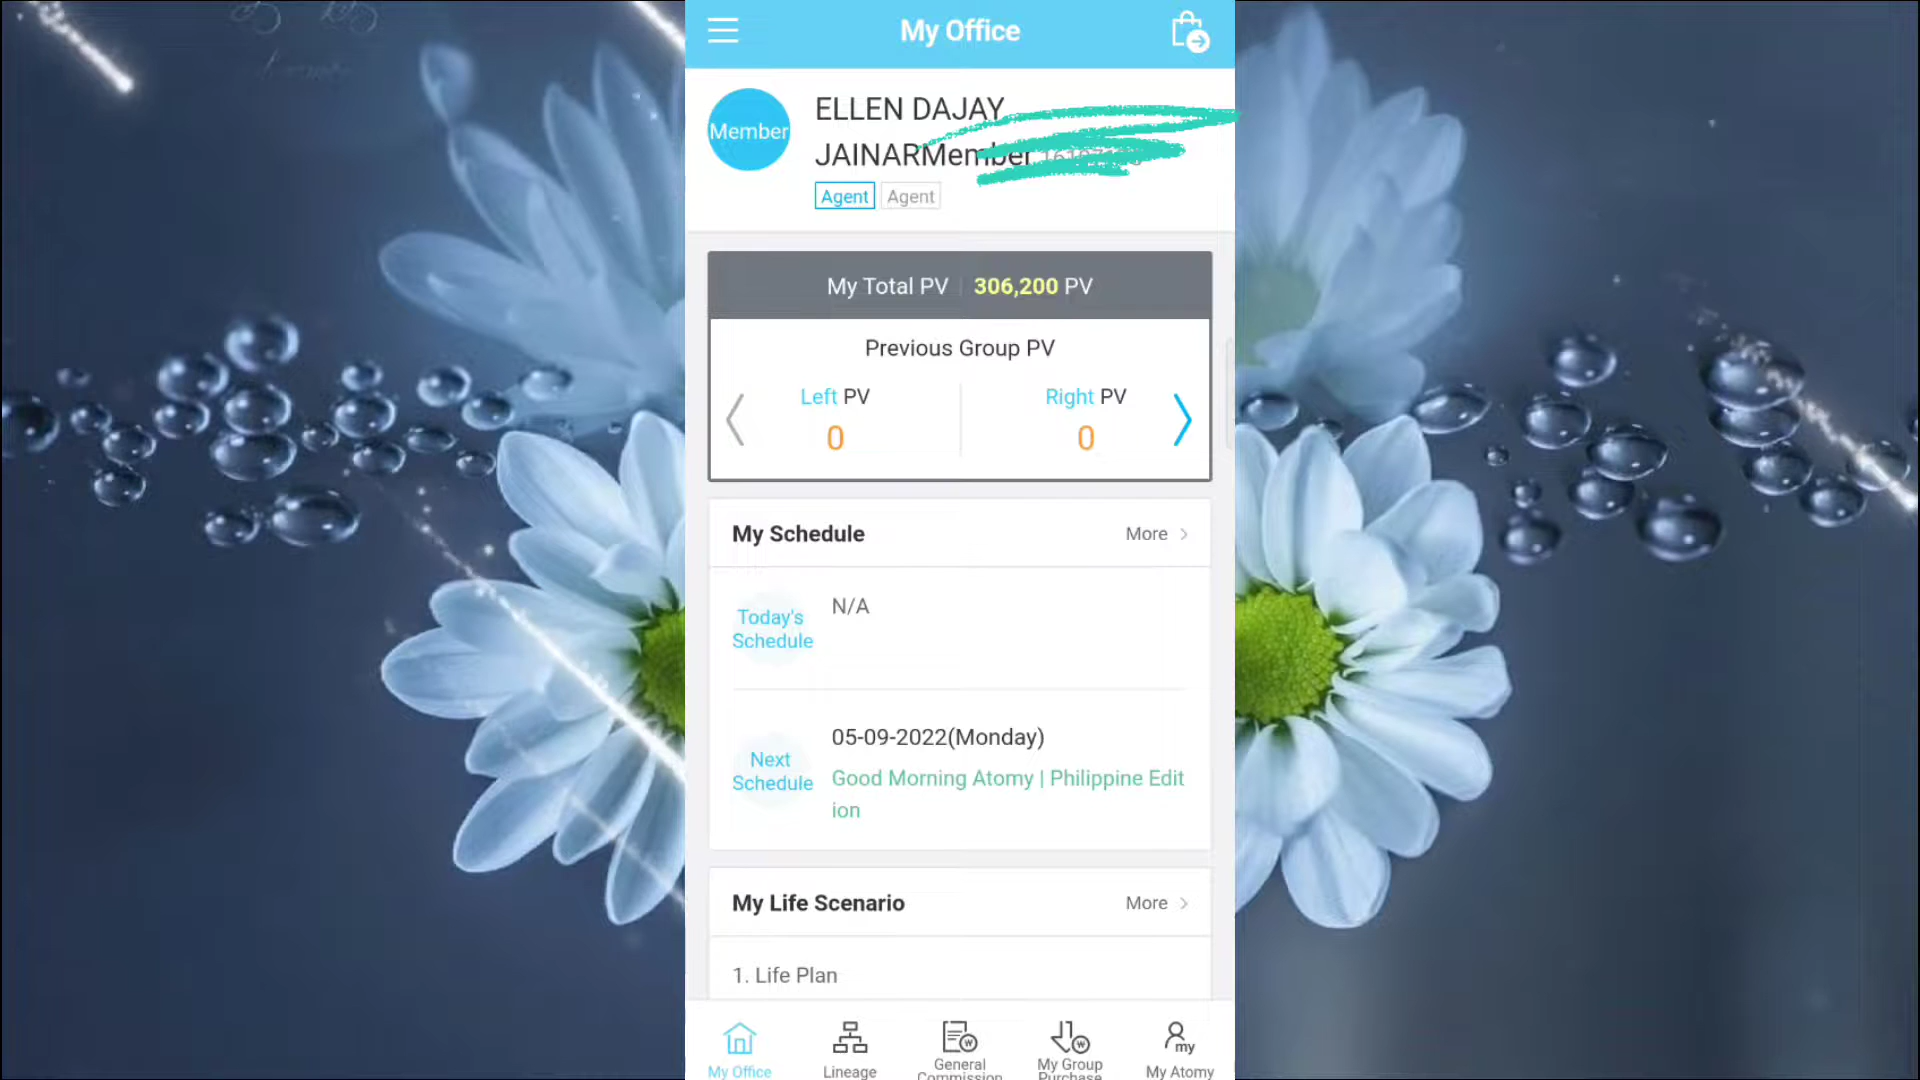 My Office
ELLEN DAJAY
Member
JAINARMember
Agent Agent
My Total PV 306,200 PV
Previous Group PV
Left PV Right PV
0 0
My Schedule More
N/A
Today's
Schedule
05-09-2022(Monday)
Next
Schedule
Good Morning Atomy | Philippine Edit
ion
My Life Scenario More
1. Life Plan
My Office
Lineage
General
Commission
My Group
Purchase
my
My Atomy